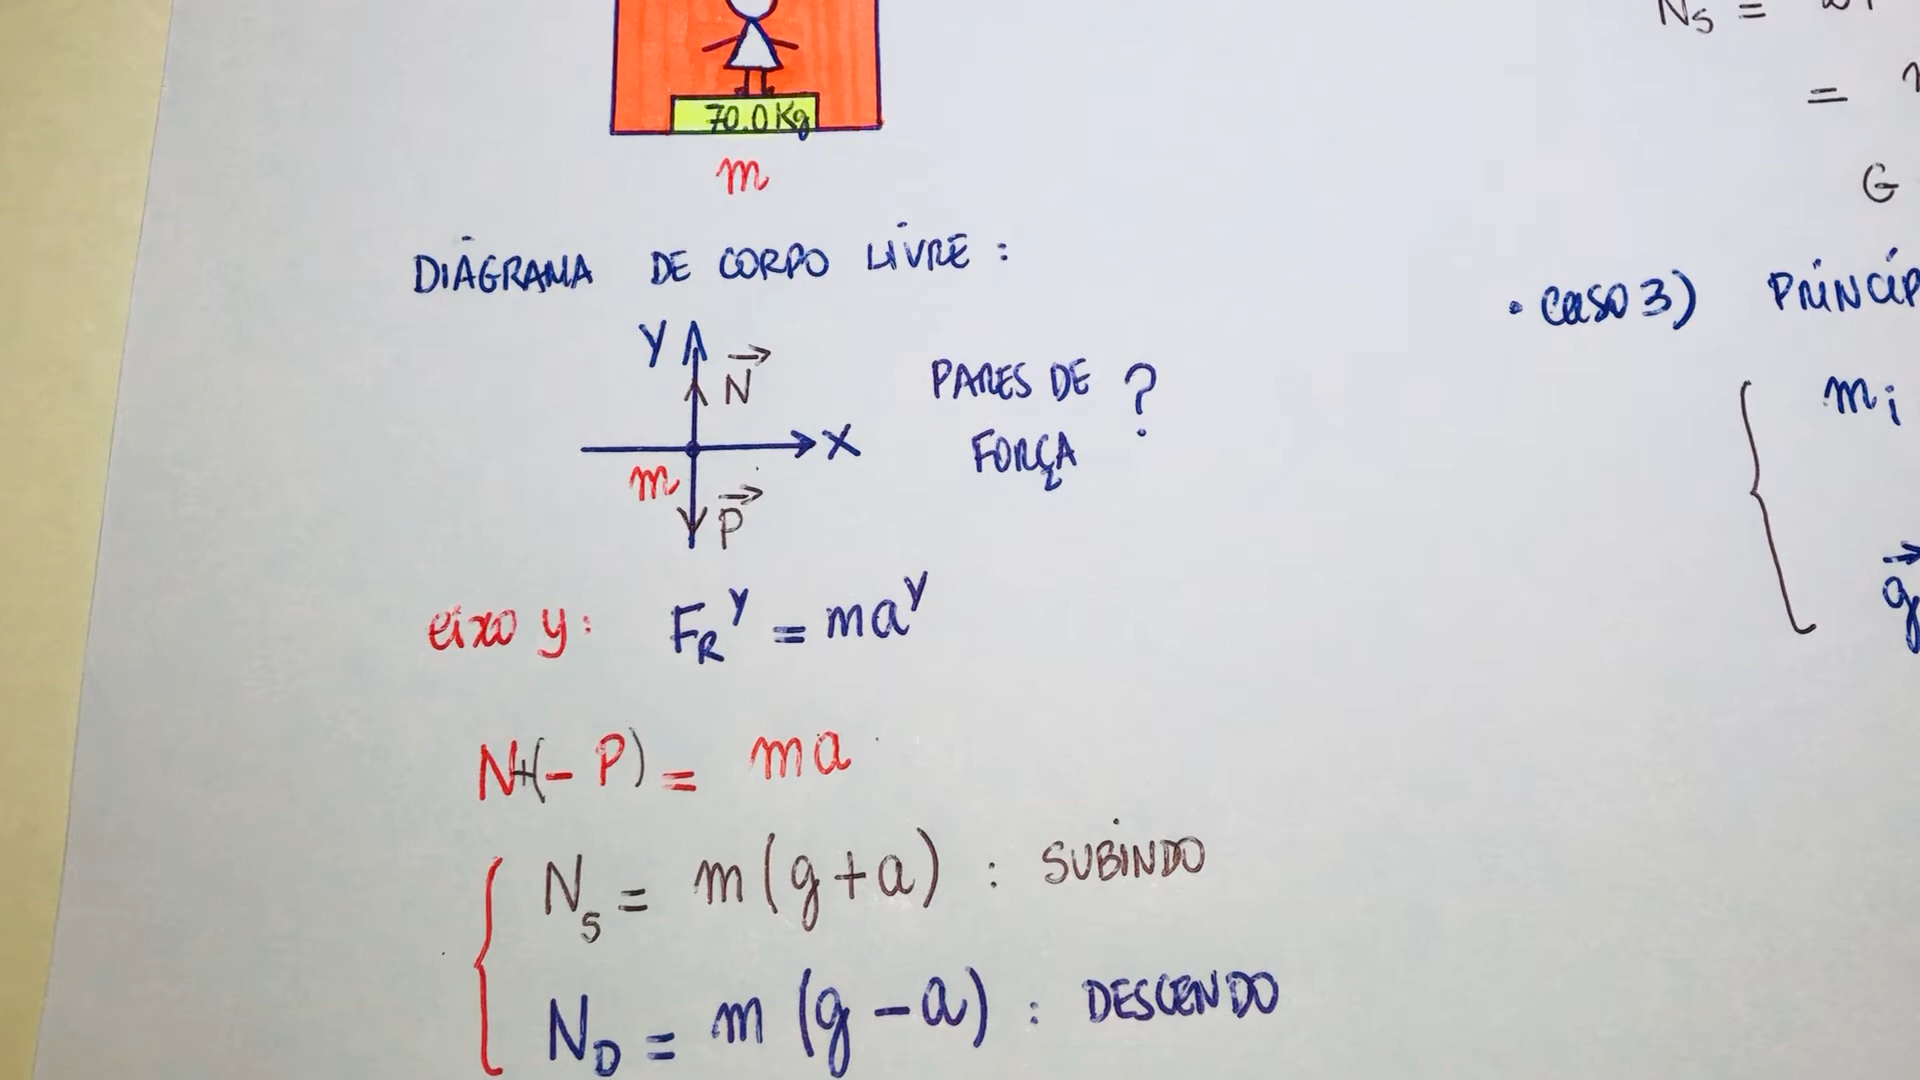 70.0 Kg
m
DIAGRAMA DE CORPO LIVRE :
Y
N
X
m
P
PARES DE
FORÇA ?
eixo y: F_R^Y = ma^Y
N+(- P) = ma
N_S = m(g+a) : SUBINDO
N_D = m (g-a) : DESCENDO
N_S =
=
G
• caso 3)
m_i
g